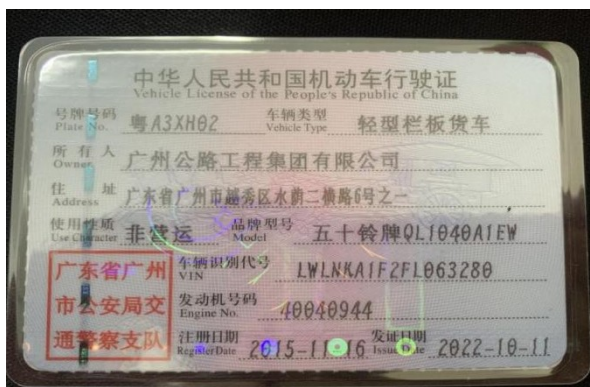 中华人民共和国机动车行驶证
Vehicle License of the People's Republic of China
号牌号码 粤A3XH02 车辆类型 轻型栏板货车
Plate No. Vehicle Type
所有人 广州公路工程集团有限公司
Owner
住址 广东省广州市越秀区水荫二横路6号之一
Address
使用性质 非营运 品牌型号 五十铃牌QL1040A1EW
Use Character Model
广东省广州 车辆识别代号 LWLNKA1F2FL063280
VIN
市公安局交 发动机号码 40040944
Engine No.
通警察支队 注册日期 2015-11-16 发证日期 2022-10-11
Register Date Issue Date